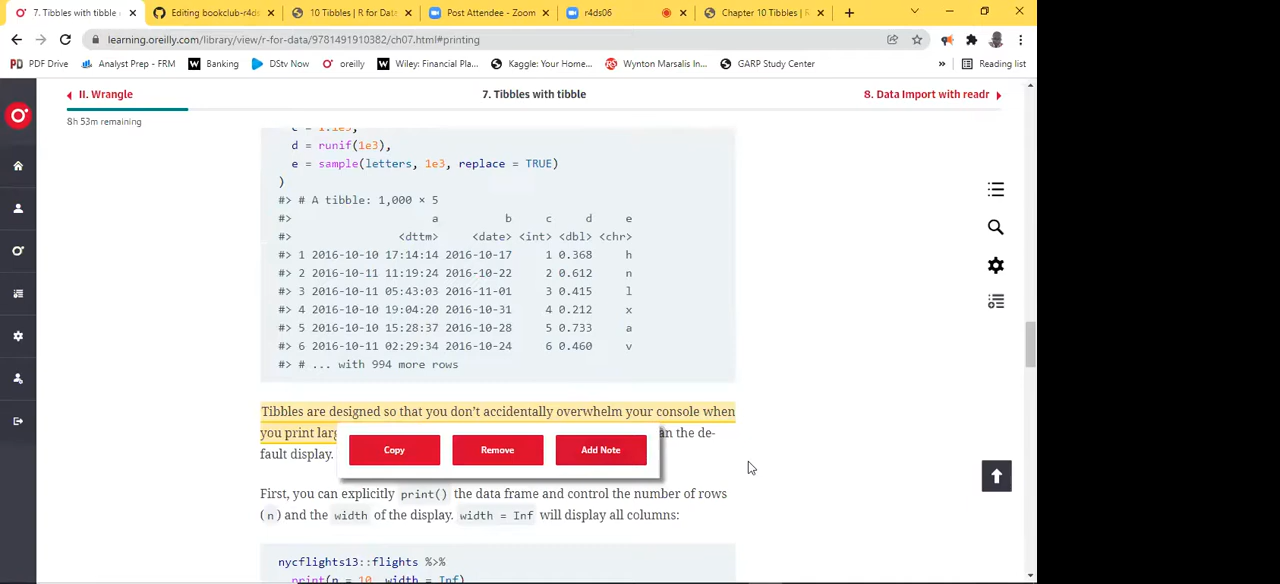 7. Tibbles with tibble
Editing bookclub-r4ds
10 Tibbles | R for Data
Post Attendee - Zoom
r4ds06
Chapter 10 Tibbles | R
learning.oreilly.com/library/view/r-for-data/9781491910382/ch07.html#printing
PDF Drive
Analyst Prep - FRM
Banking
DStv Now
oreilly
Wiley: Financial Pla...
Kaggle: Your Home...
Wynton Marsalis In...
GARP Study Center
»
Reading list
II. Wrangle
7. Tibbles with tibble
8. Data Import with readr
8h 53m remaining
c = 1:1e3,
d = runif(1e3),
e = sample(letters, 1e3, replace = TRUE)
)
#> # A tibble: 1,000 × 5
#> a b c d e
#> <dttm> <date> <int> <dbl> <chr>
#> 1 2016-10-10 17:14:14 2016-10-17 1 0.368 h
#> 2 2016-10-11 11:19:24 2016-10-22 2 0.612 n
#> 3 2016-10-11 05:43:03 2016-11-01 3 0.415 l
#> 4 2016-10-10 19:04:20 2016-10-31 4 0.212 x
#> 5 2016-10-10 15:28:37 2016-10-28 5 0.733 a
#> 6 2016-10-11 02:29:34 2016-10-24 6 0.460 v
#> # ... with 994 more rows
Tibbles are designed so that you don't accidentally overwhelm your console when
you print larg
an the de-
fault display.
Copy
Remove
Add Note
First, you can explicitly print() the data frame and control the number of rows
(n) and the width of the display. width = Inf will display all columns:
nycflights13::flights %>%
print(n = 10, width = Inf)